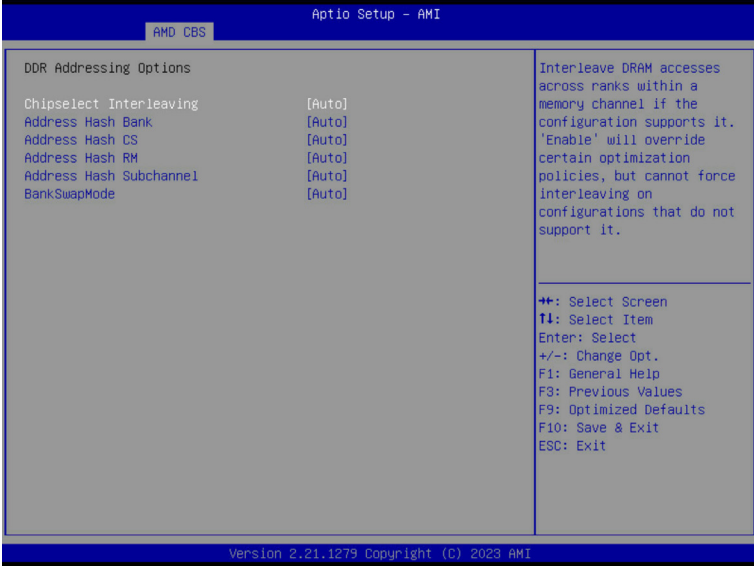 Aptio Setup - AMI
AMD CBS
DDR Addressing Options
Chipselect Interleaving [Auto]
Address Hash Bank [Auto]
Address Hash CS [Auto]
Address Hash RM [Auto]
Address Hash Subchannel [Auto]
BankSwapMode [Auto]
Interleave DRAM accesses
across ranks within a
memory channel if the
configuration supports it.
'Enable' will override
certain optimization
policies, but cannot force
interleaving on
configurations that do not
support it.
→←: Select Screen
↑↓: Select Item
Enter: Select
+/-: Change Opt.
F1: General Help
F3: Previous Values
F9: Optimized Defaults
F10: Save & Exit
ESC: Exit
Version 2.21.1279 Copyright (C) 2023 AMI